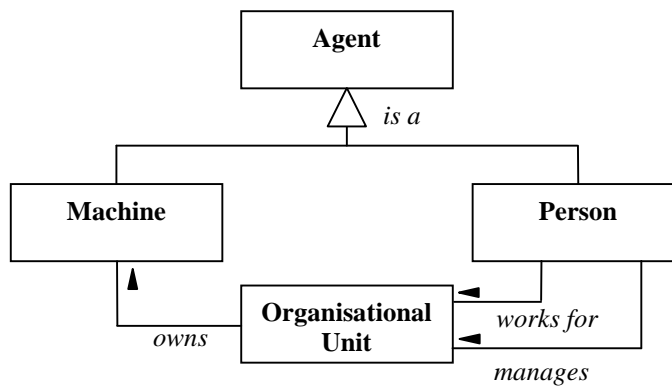 Agent
is a
Machine
Person
Organisational
Unit
works for
owns
manages